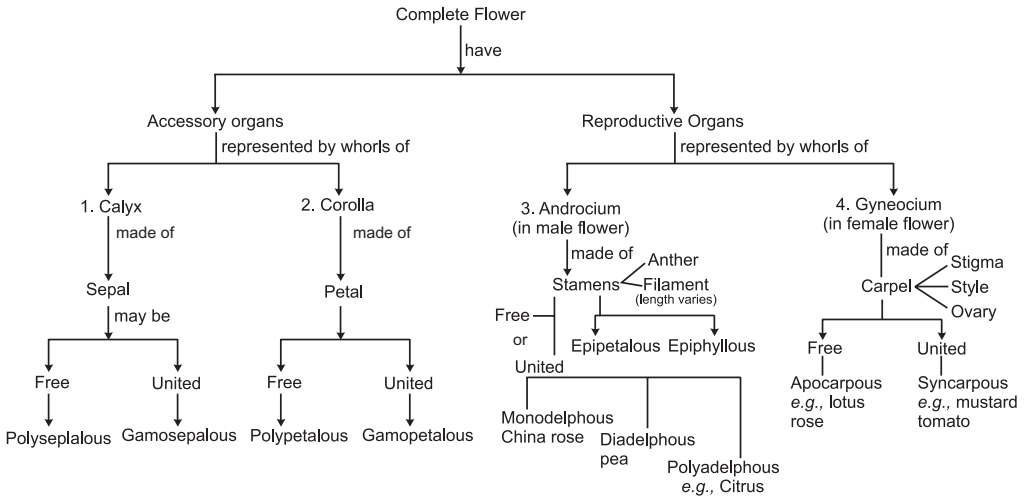 Complete Flower
have
Accessory organs
Reproductive Organs
represented by whorls of
represented by whorls of
1. Calyx
2. Corolla
3. Androcium
(in male flower)
4. Gyneocium
(in female flower)
made of
made of
made of
made of
Sepal
Petal
Stamens
Anther
Filament
(length varies)
Carpel
Stigma
Style
Ovary
may be
Free
or
United
Epipetalous
Epiphyllous
Free
United
Free
United
Free
United
Polyseplalous
Gamosepalous
Polypetalous
Gamopetalous
Monodelphous
China rose
Diadelphous
pea
Polyadelphous
e.g., Citrus
Apocarpous
e.g., lotus
rose
Syncarpous
e.g., mustard
tomato